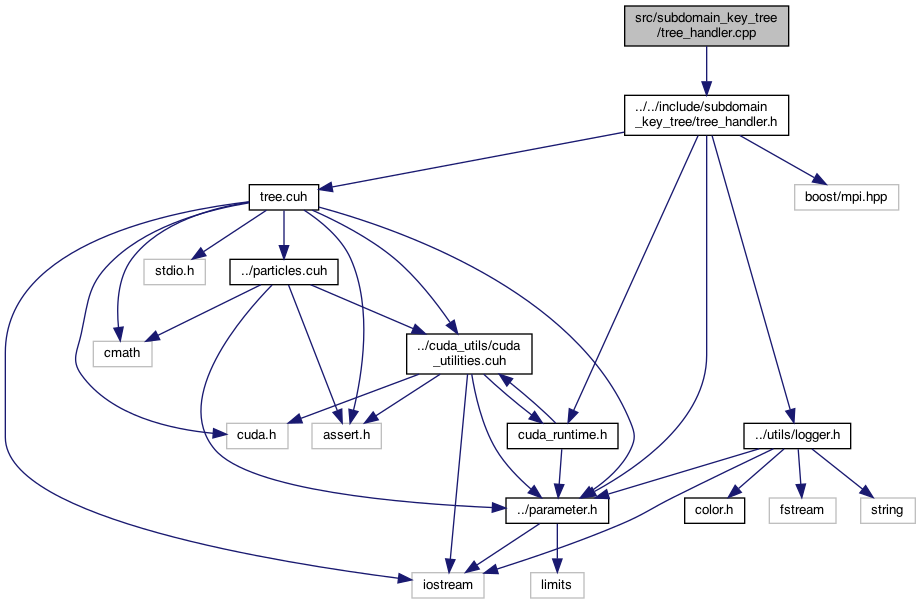 src/subdomain_key_tree
/tree_handler.cpp
../../include/subdomain
_key_tree/tree_handler.h
tree.cuh
boost/mpi.hpp
stdio.h
../particles.cuh
cmath
../cuda_utils/cuda
_utilities.cuh
cuda.h
assert.h
cuda_runtime.h
../utils/logger.h
../parameter.h
color.h
fstream
string
iostream
limits